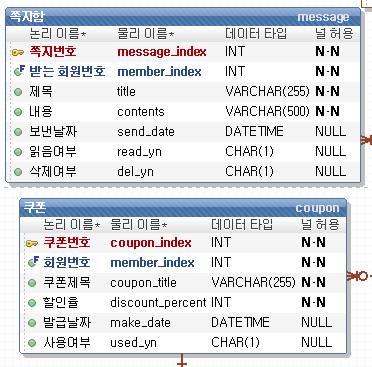 쪽지함 message
논리 이름* 물리 이름* 데이터 타입 널 허용
쪽지번호 message_index INT N-N
받는 회원번호 member_index INT N-N
제목 title VARCHAR(255) N-N
내용 contents VARCHAR(500) N-N
보낸날짜 send_date DATETIME NULL
읽음여부 read_yn CHAR(1) NULL
삭제여부 del_yn CHAR(1) NULL
쿠폰 coupon
논리 이름* 물리 이름* 데이터 타입 널 허용
쿠폰번호 coupon_index INT N-N
회원번호 member_index INT N-N
쿠폰제목 coupon_title VARCHAR(255) N-N
할인율 discount_percent INT N-N
발급날짜 make_date DATETIME NULL
사용여부 used_yn CHAR(1) NULL